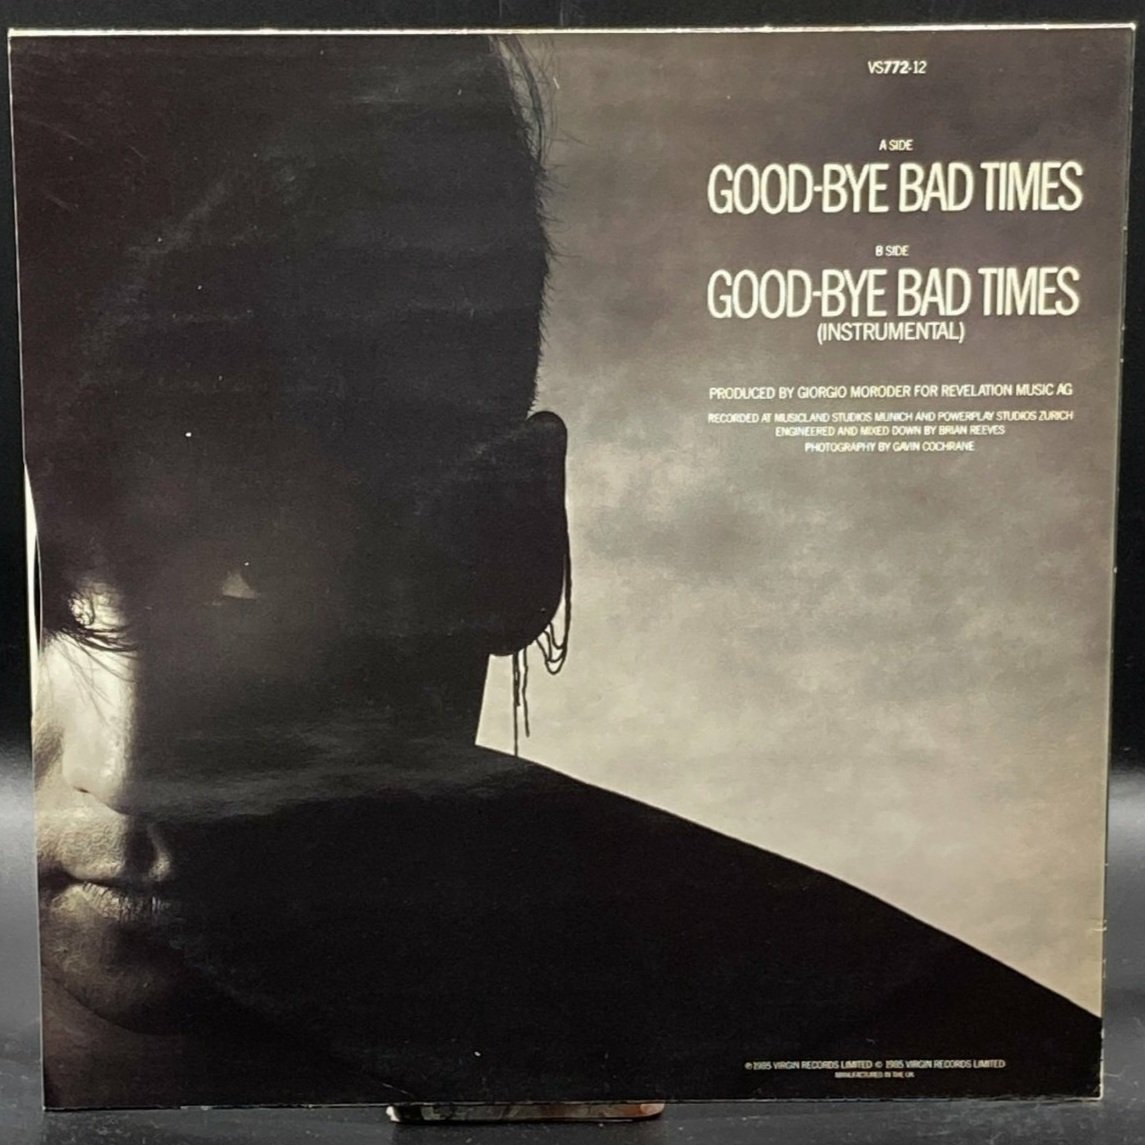 VS772-12
A SIDE
GOOD-BYE BAD TIMES
B SIDE
GOOD-BYE BAD TIMES
(INSTRUMENTAL)
PRODUCED BY GIORGIO MORODER FOR REVELATION MUSIC AG
RECORDED AT MUSICLAND STUDIOS MUNICH AND POWERPLAY STUDIOS ZURICH
ENGINEERED AND MIXED DOWN BY BRIAN REEVES
PHOTOGRAPHY BY GAVIN COCHRANE
℗ 1985 VIRGIN RECORDS LIMITED © 1985 VIRGIN RECORDS LIMITED
MANUFACTURED IN THE UK